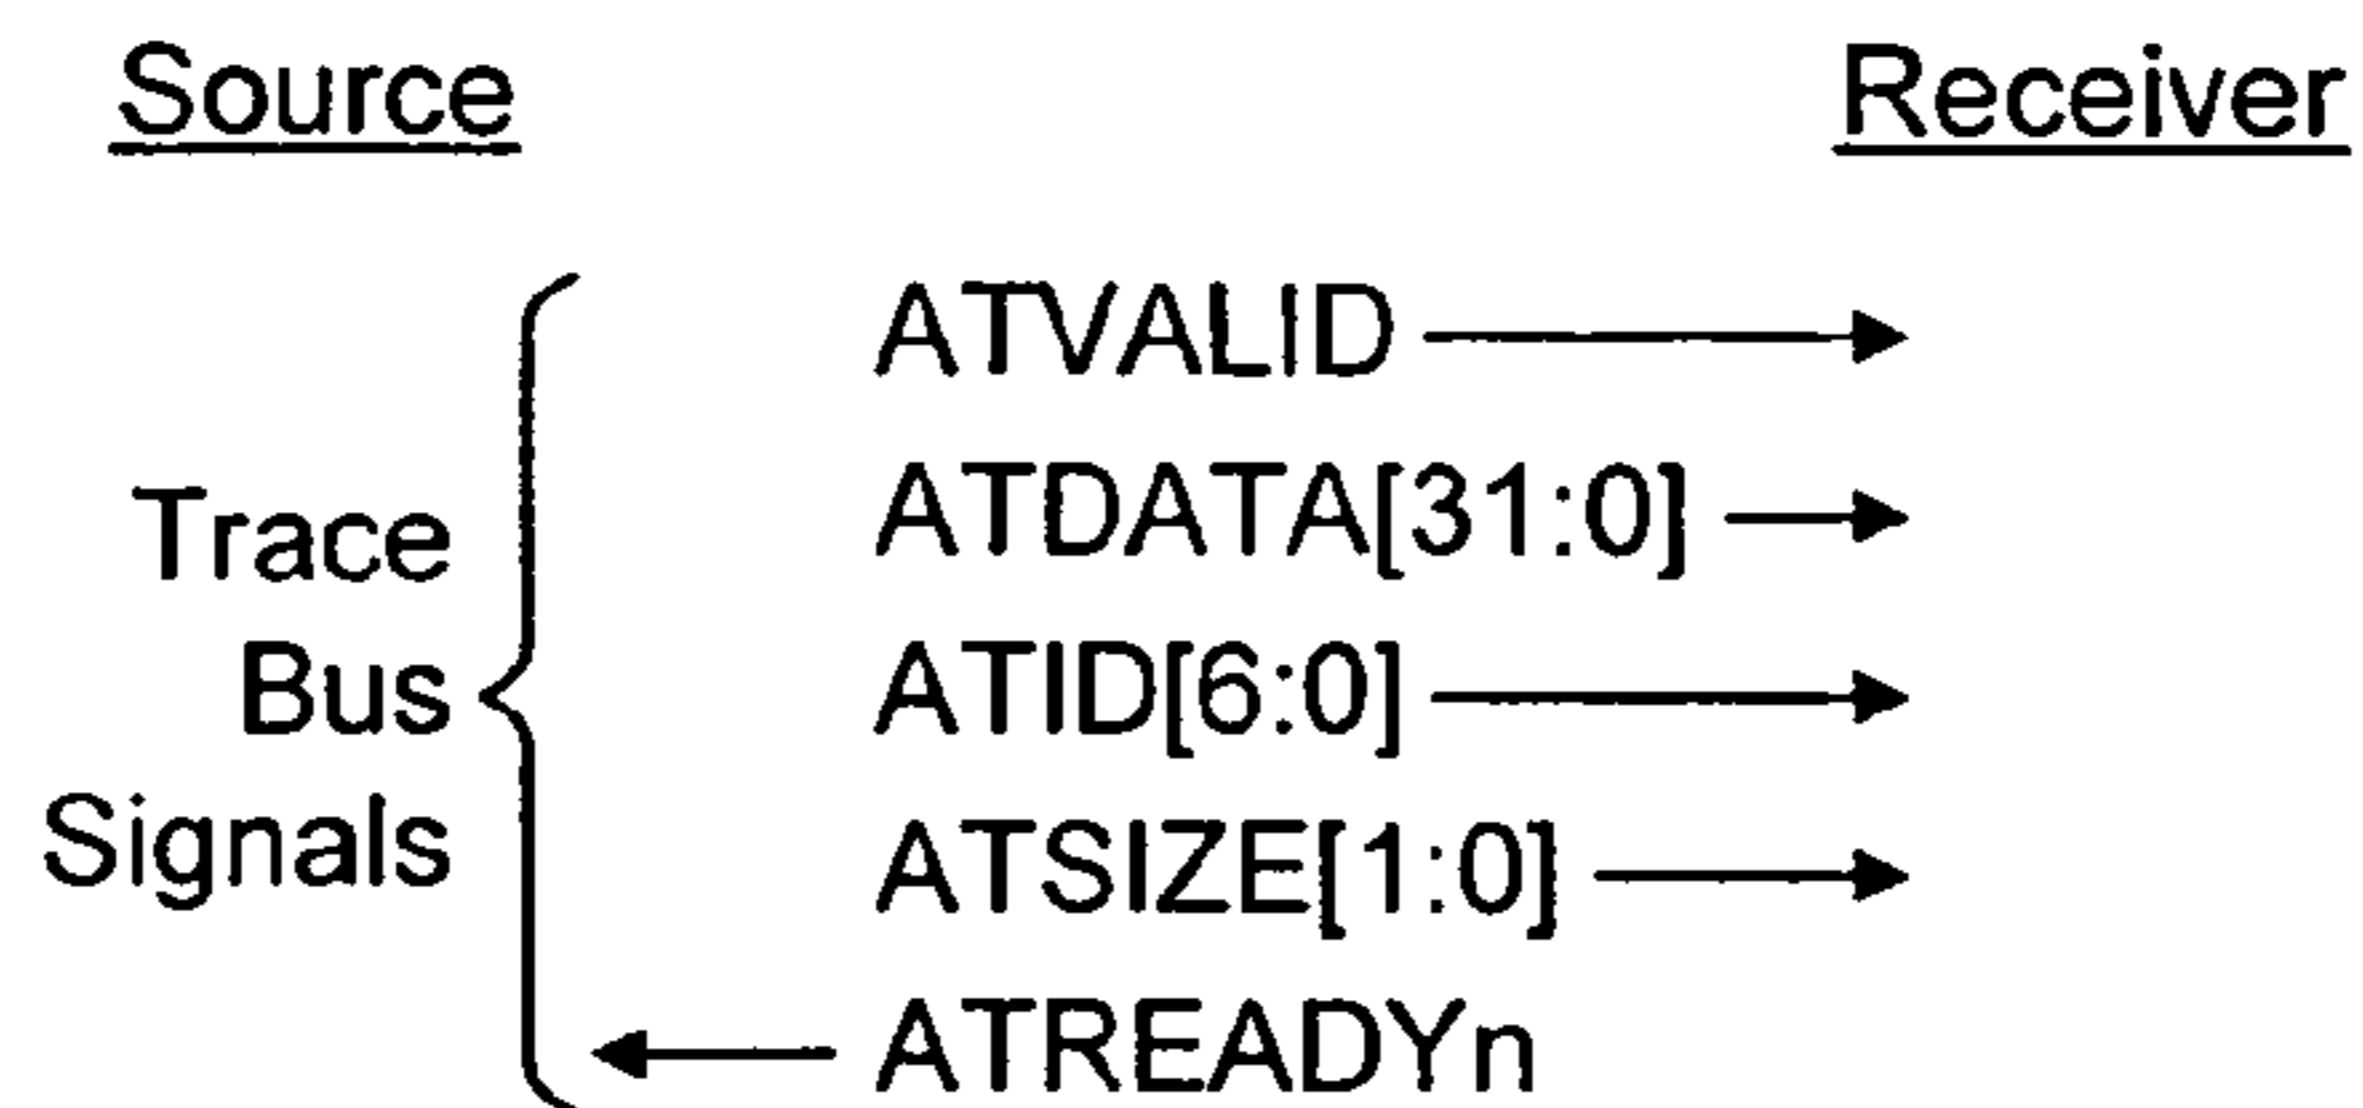 Source Receiver
ATVALID
ATDATA[31:0]
Trace
ATID[6:0]
Bus
ATSIZE[1:0]
Signals
ATREADYn